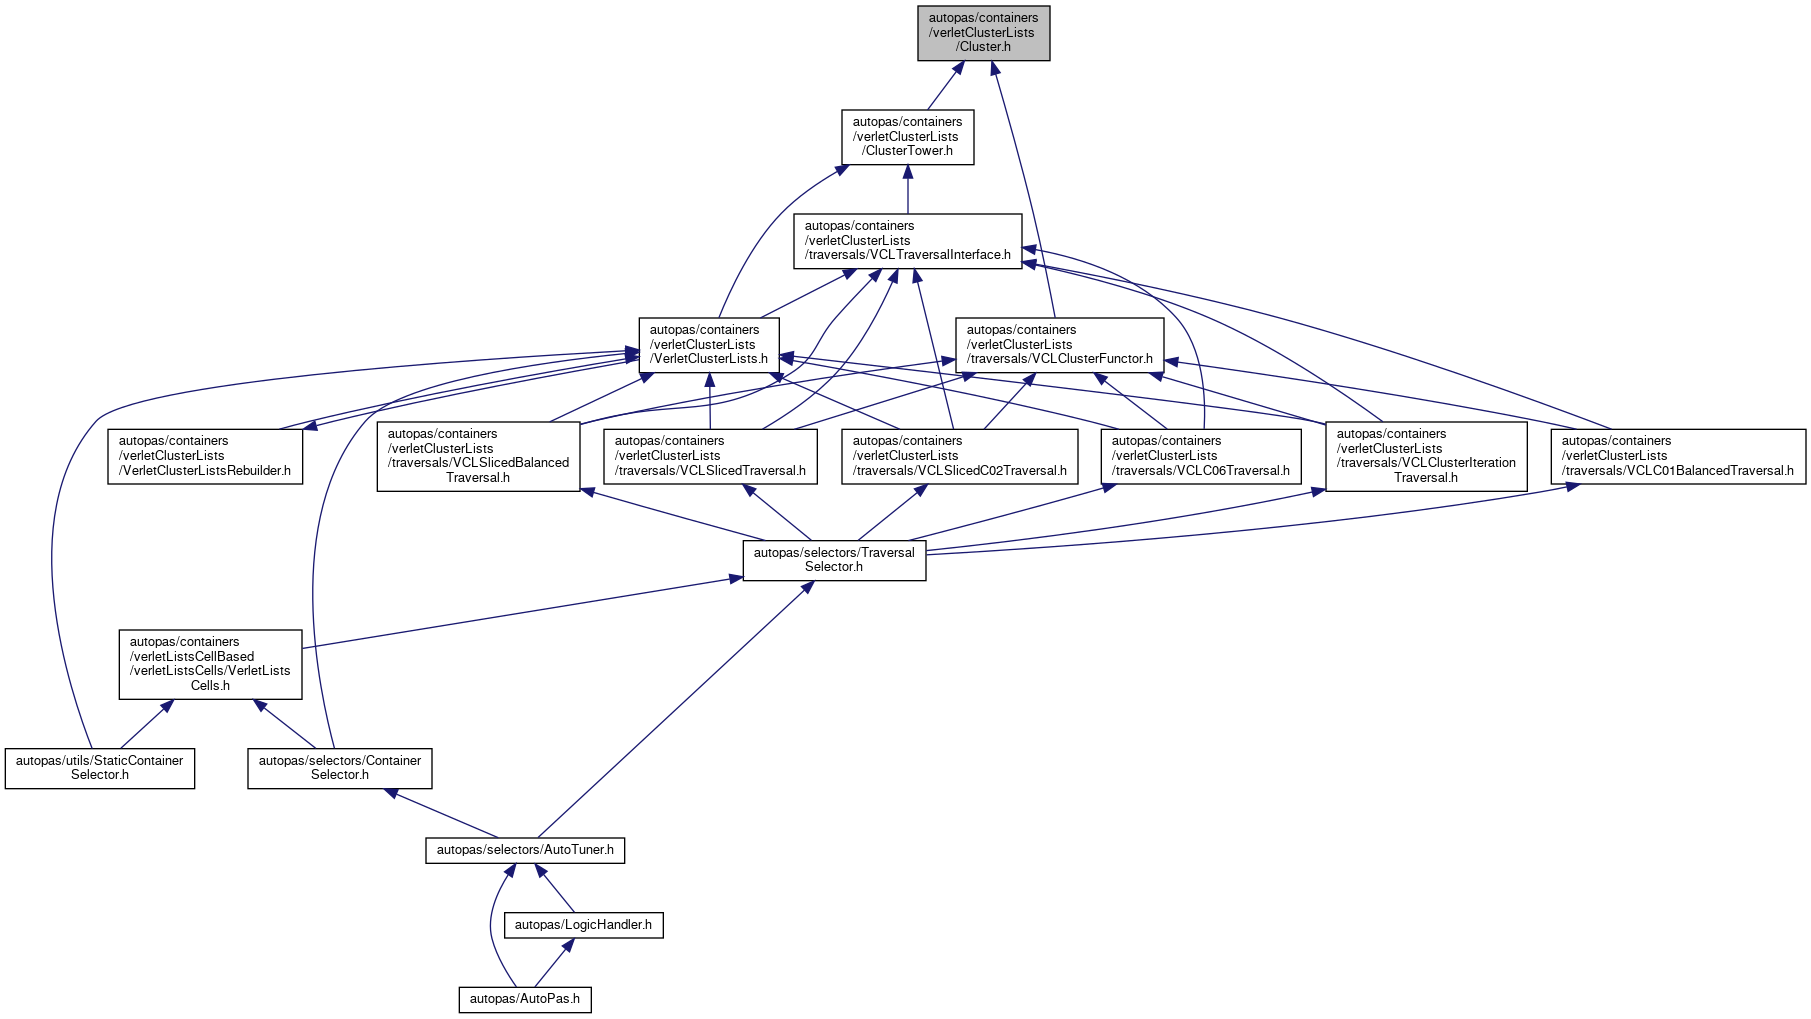 autopas/containers
/verletClusterLists
/Cluster.h
autopas/containers
/verletClusterLists
/ClusterTower.h
autopas/containers
/verletClusterLists
/traversals/VCLTraversalInterface.h
autopas/containers
/verletClusterLists
/VerletClusterLists.h
autopas/containers
/verletClusterLists
/traversals/VCLClusterFunctor.h
autopas/containers
/verletClusterLists
/VerletClusterListsRebuilder.h
autopas/containers
/verletClusterLists
/traversals/VCLSlicedBalanced
Traversal.h
autopas/containers
/verletClusterLists
/traversals/VCLSlicedTraversal.h
autopas/containers
/verletClusterLists
/traversals/VCLSlicedC02Traversal.h
autopas/containers
/verletClusterLists
/traversals/VCLC06Traversal.h
autopas/containers
/verletClusterLists
/traversals/VCLClusterIteration
Traversal.h
autopas/containers
/verletClusterLists
/traversals/VCLC01BalancedTraversal.h
autopas/selectors/Traversal
Selector.h
autopas/containers
/verletListsCellBased
/verletListsCells/VerletLists
Cells.h
autopas/utils/StaticContainer
Selector.h
autopas/selectors/Container
Selector.h
autopas/selectors/AutoTuner.h
autopas/LogicHandler.h
autopas/AutoPas.h